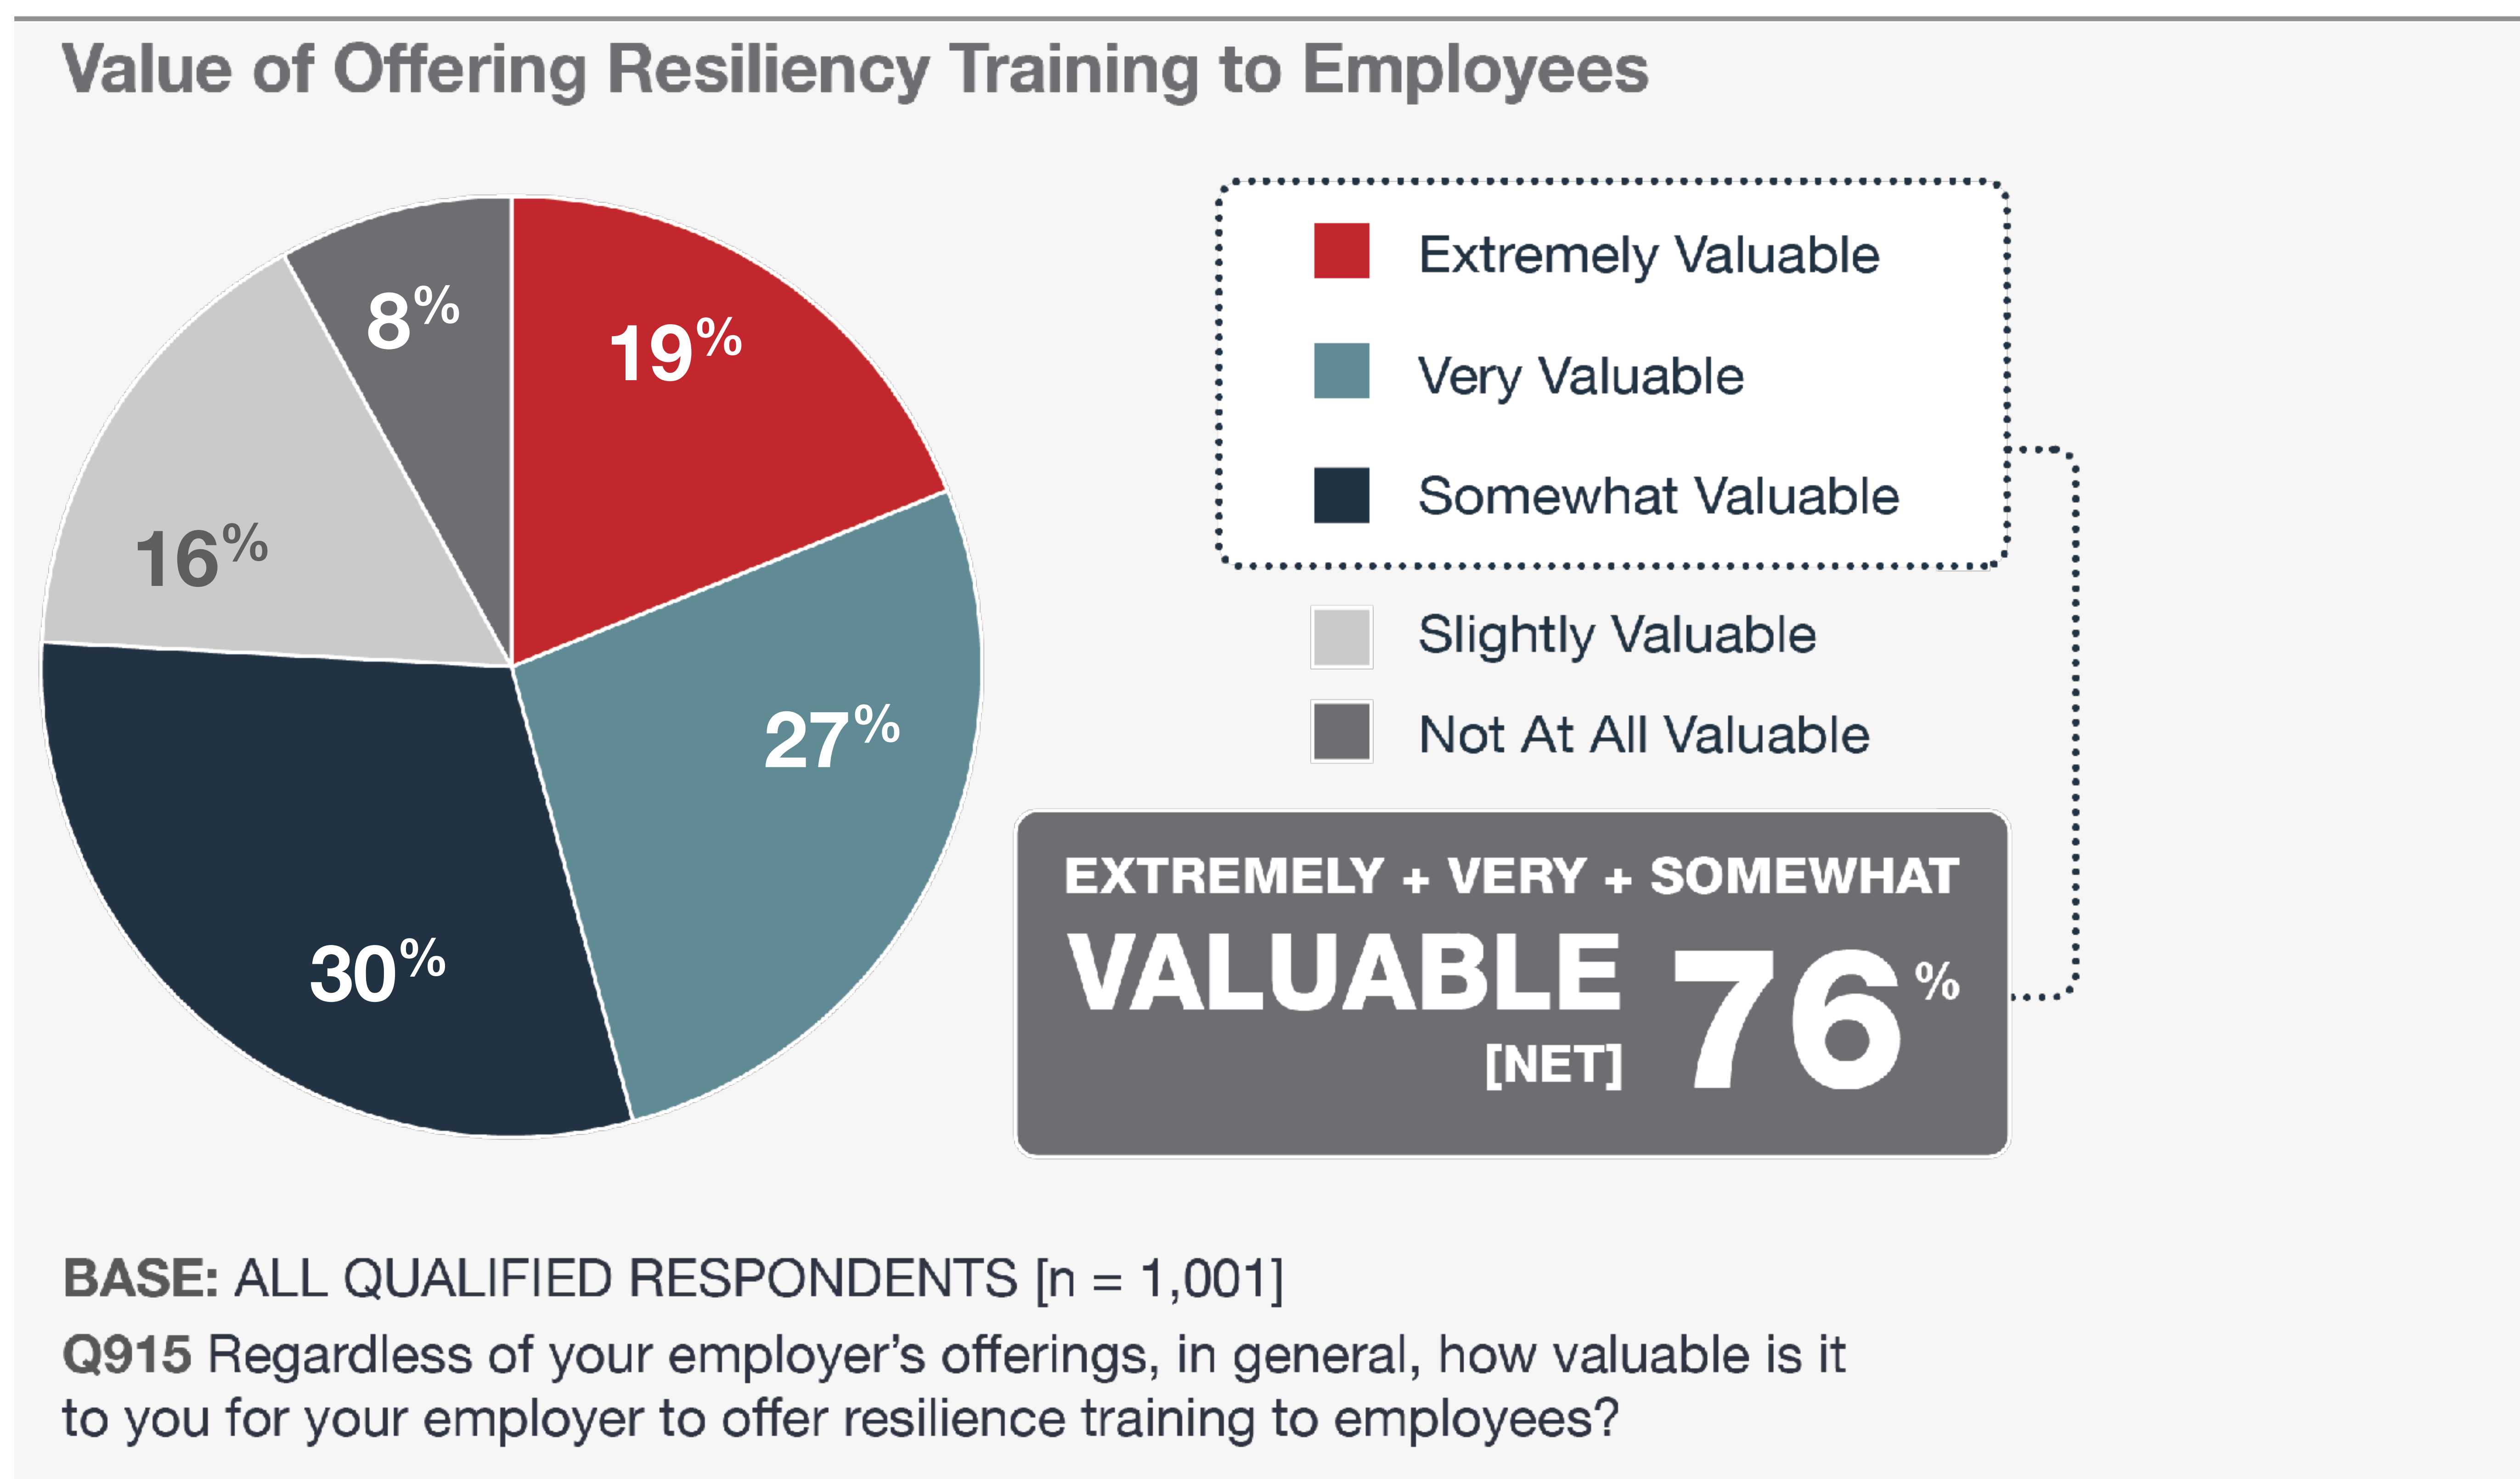 Value of Offering Resiliency Training to Employees
8%
19%
16%
27%
30%
Extremely Valuable
Very Valuable
Somewhat Valuable
Slightly Valuable
Not At All Valuable
EXTREMELY + VERY + SOMEWHAT
VALUABLE 76%
[NET]
BASE: ALL QUALIFIED RESPONDENTS [n = 1,001]
Q915 Regardless of your employer’s offerings, in general, how valuable is it
to you for your employer to offer resilience training to employees?